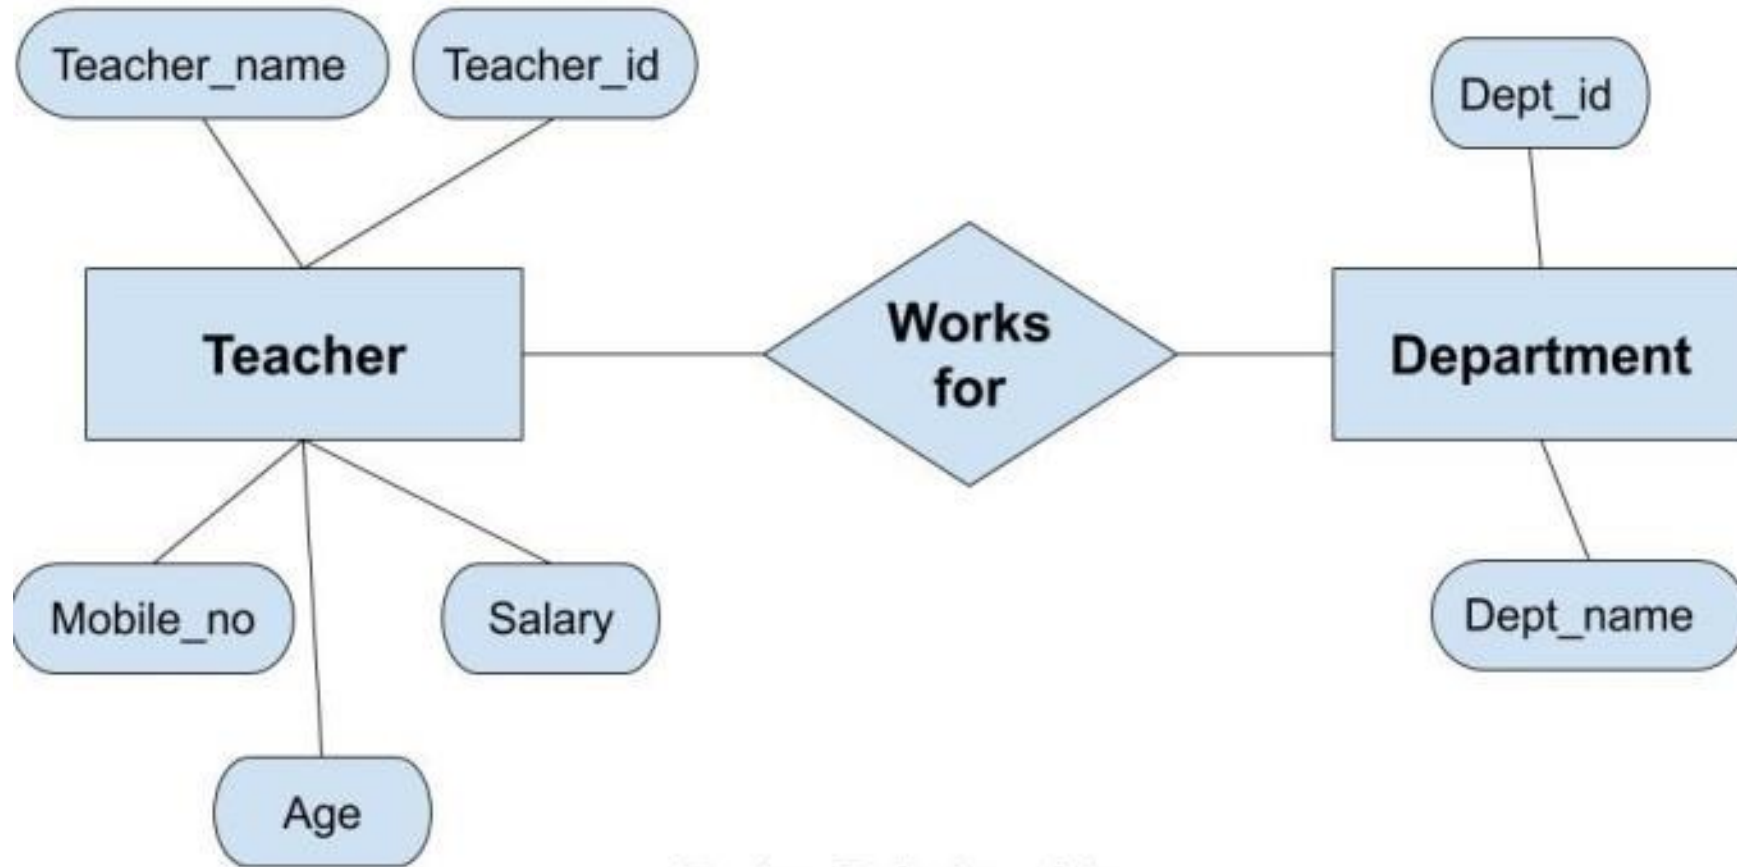 Teacher_name
Teacher_id
Dept_id
Teacher
Works
for
Department
Mobile_no
Salary
Dept_name
Age